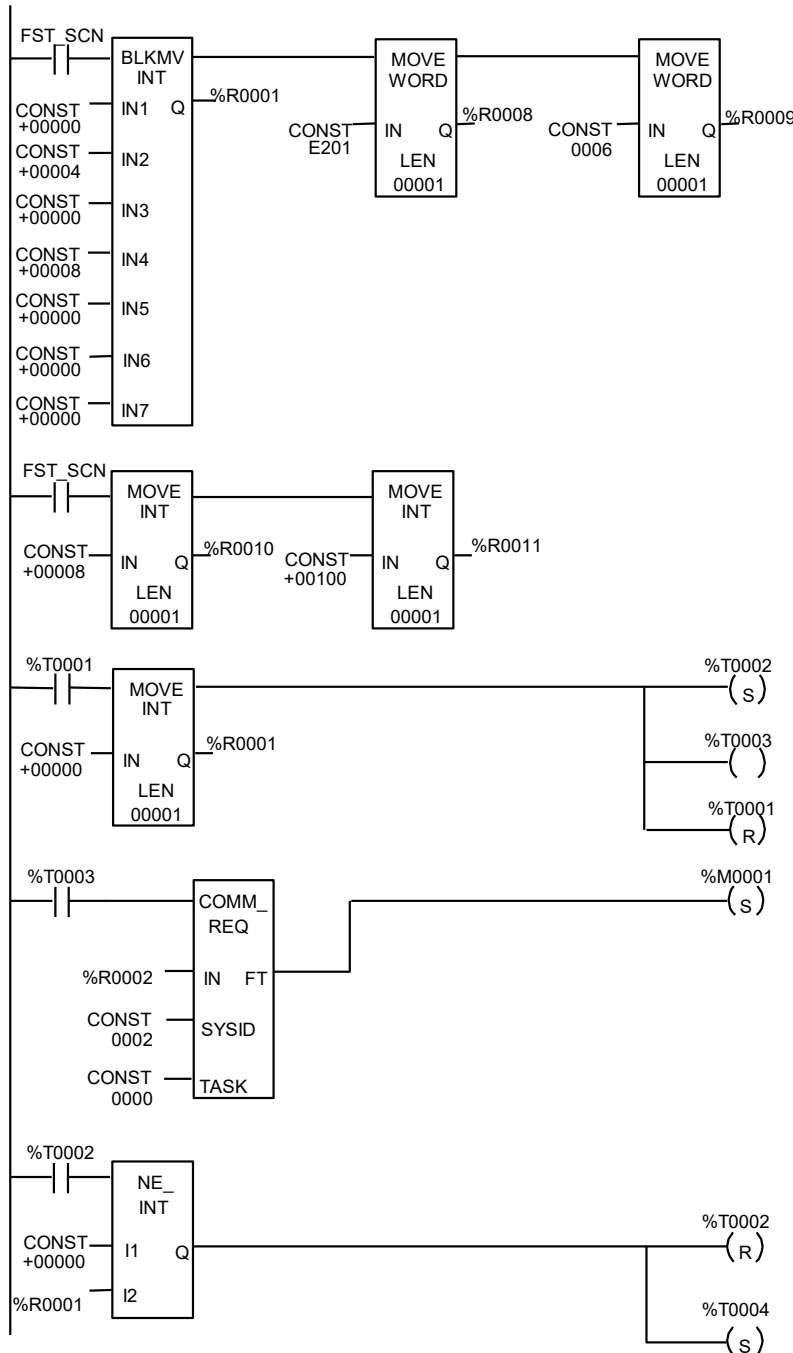 FST_SCN
BLKMV
INT
CONST
+00000
IN1 Q
%R0001
CONST
+00004
IN2
CONST
+00000
IN3
CONST
+00008
IN4
CONST
+00000
IN5
CONST
+00000
IN6
CONST
+00000
IN7
MOVE
WORD
CONST
E201
IN Q
%R0008
LEN
00001
MOVE
WORD
CONST
0006
IN Q
%R0009
LEN
00001
FST_SCN
MOVE
INT
CONST
+00008
IN Q
%R0010
LEN
00001
MOVE
INT
CONST
+00100
IN Q
%R0011
LEN
00001
%T0001
MOVE
INT
CONST
+00000
IN Q
%R0001
LEN
00001
%T0002
S
%T0003
%T0001
R
%T0003
COMM_
REQ
%R0002
IN FT
CONST
0002
SYSID
CONST
0000
TASK
%M0001
S
%T0002
NE_
INT
CONST
+00000
I1 Q
%R0001
I2
%T0002
R
%T0004
S